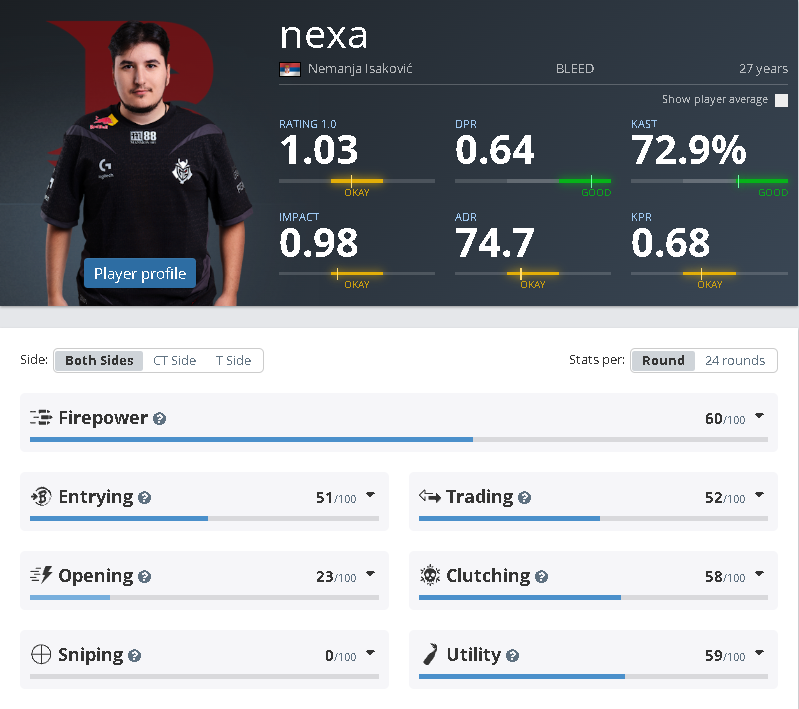 nexa
Nemanja Isaković BLEED 27 years
Show player average
RATING 1.0 DPR KAST
1.03 0.64 72.9%
OKAY GOOD GOOD
IMPACT ADR KPR
0.98 74.7 0.68
OKAY OKAY OKAY
88
logitech
G2
Player profile
Side: Both Sides CT Side T Side Stats per: Round 24 rounds
Firepower ? 60/100
Entrying ? 51/100 Trading ? 52/100
Opening ? 23/100 Clutching ? 58/100
Sniping ? 0/100 Utility ? 59/100